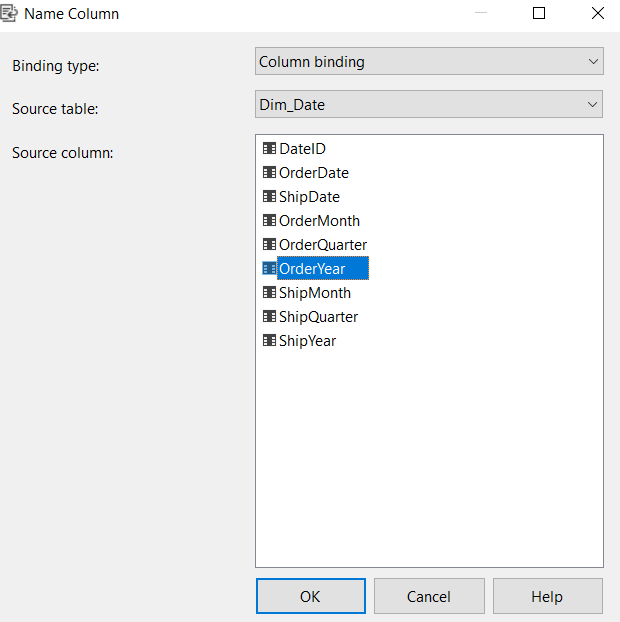 Name Column
Binding type:
Column binding
Source table:
Dim_Date
Source column:
DateID
OrderDate
ShipDate
OrderMonth
OrderQuarter
OrderYear
ShipMonth
ShipQuarter
ShipYear
OK
Cancel
Help